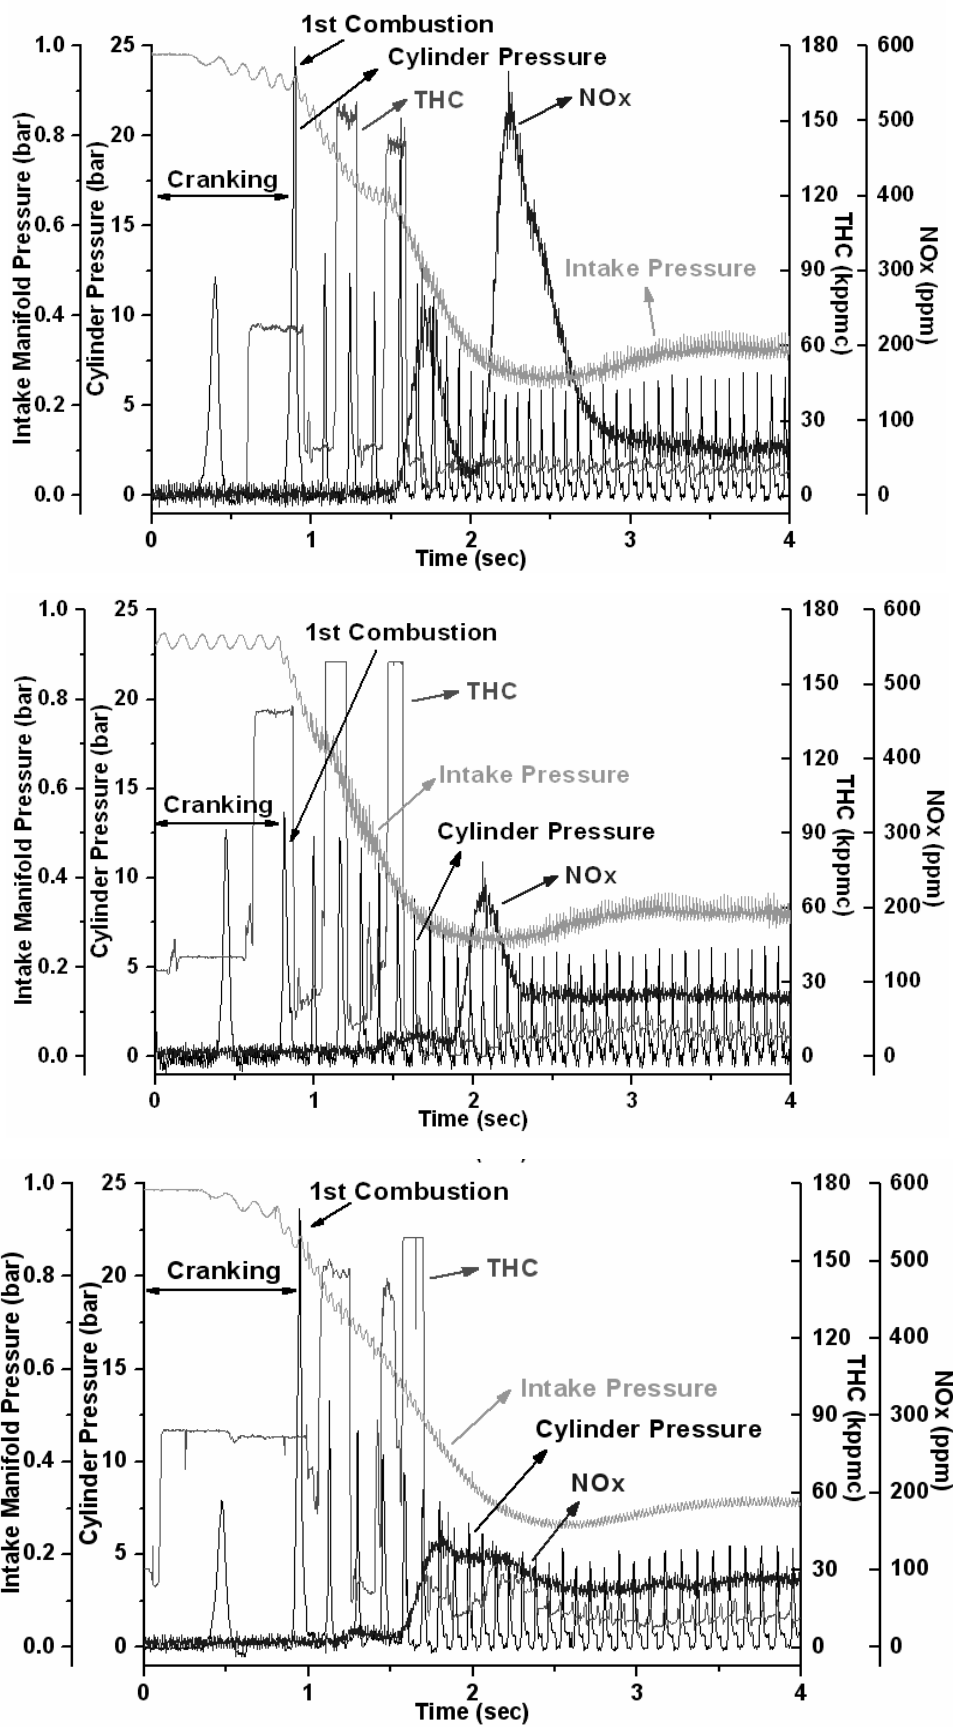 1st Combustion
1.0 25 180 600
Cylinder Pressure
THC
NOx
0.8 20 150 500
Cranking
120 400
0.6 15
Intake Pressure
90 300
0.4 10
60 200
0.2 5
30 100
0.0 0 0 0
Intake Manifold Pressure (bar)
Cylinder Pressure (bar)
THC (kppmc)
NOx (ppm)
0 1 2 3 4
Time (sec)
1.0 25 180 600
1st Combustion
THC
0.8 20 150 500
Intake Pressure
120 400
0.6 15
Cranking
Cylinder Pressure
90 300
NOx
0.4 10
60 200
0.2 5
30 100
0.0 0 0 0
Intake Manifold Pressure (bar)
Cylinder Pressure (bar)
THC (kppmc)
NOx (ppm)
0 1 2 3 4
Time (sec)
1.0 25 180 600
1st Combustion
Cranking
THC
0.8 20 150 500
120 400
0.6 15
Intake Pressure
Cylinder Pressure
90 300
0.4 10
NOx
60 200
0.2 5
30 100
0.0 0 0 0
Intake Manifold Pressure (bar)
Cylinder Pressure (bar)
THC (kppmc)
NOx (ppm)
0 1 2 3 4
Time (sec)